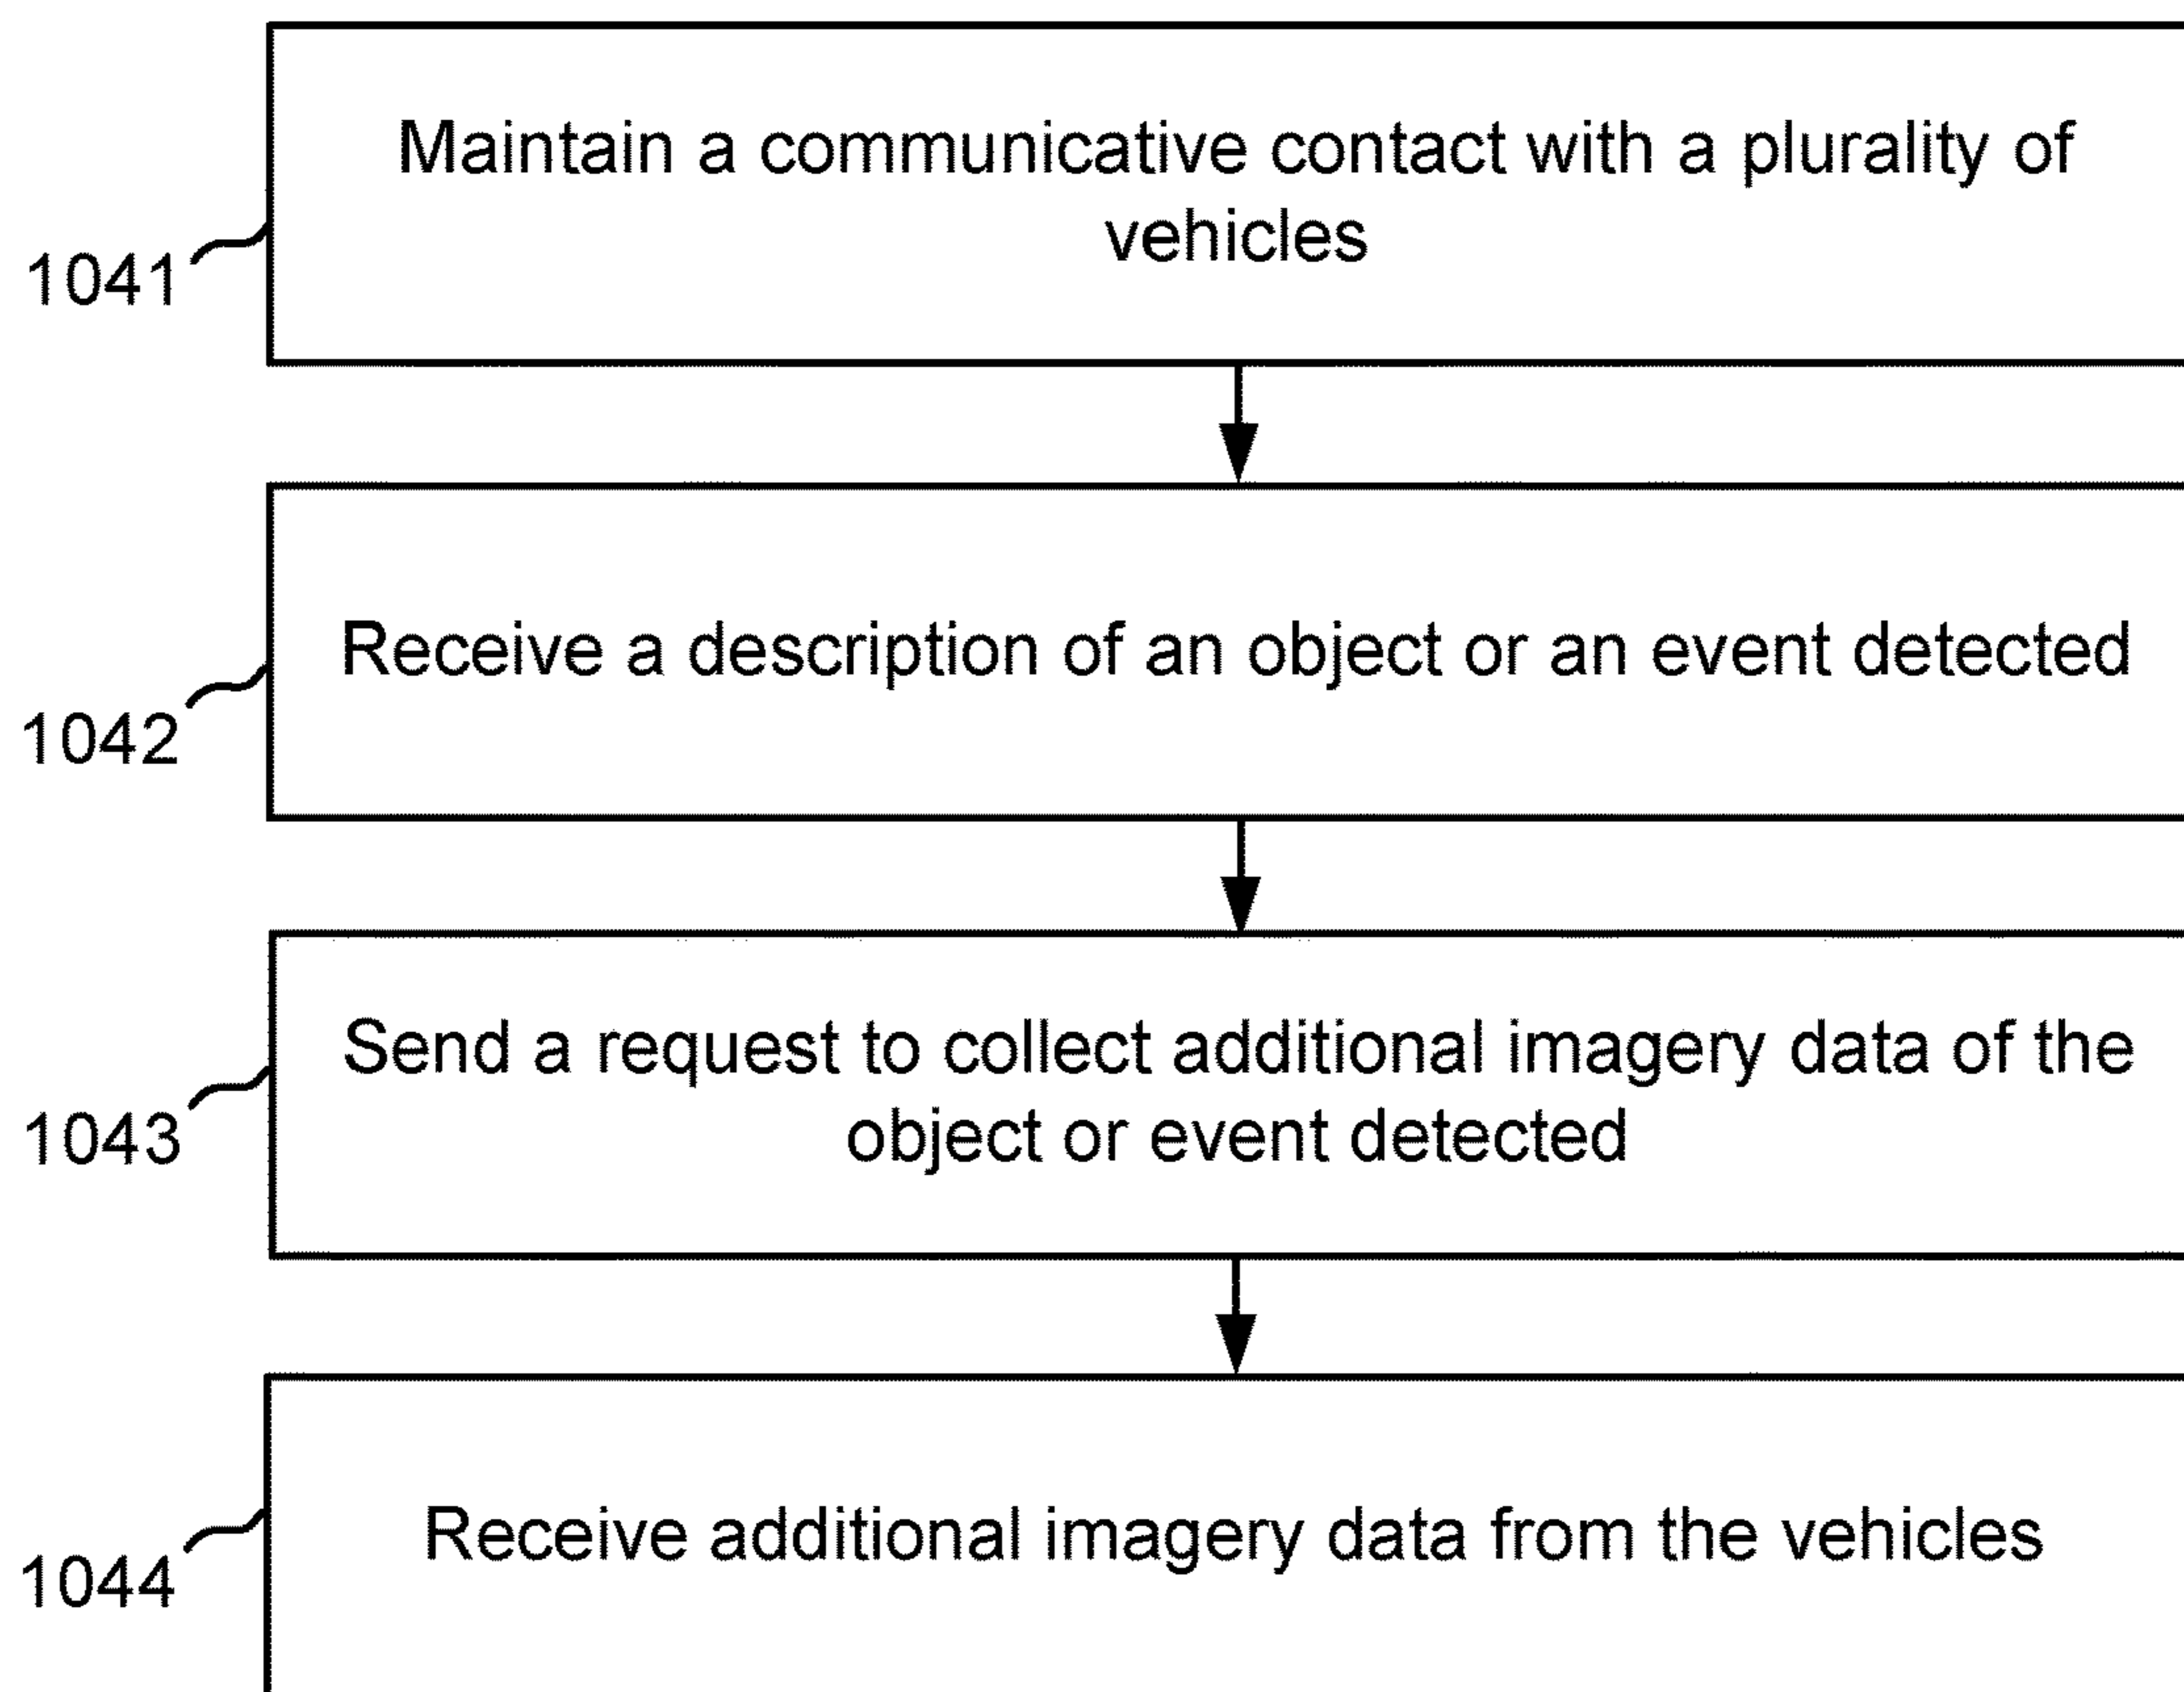 Maintain a communicative contact with a plurality of
vehicles
1041
Receive a description of an object or an event detected
1042
Send a request to collect additional imagery data of the
object or event detected
1043
Receive additional imagery data from the vehicles
1044